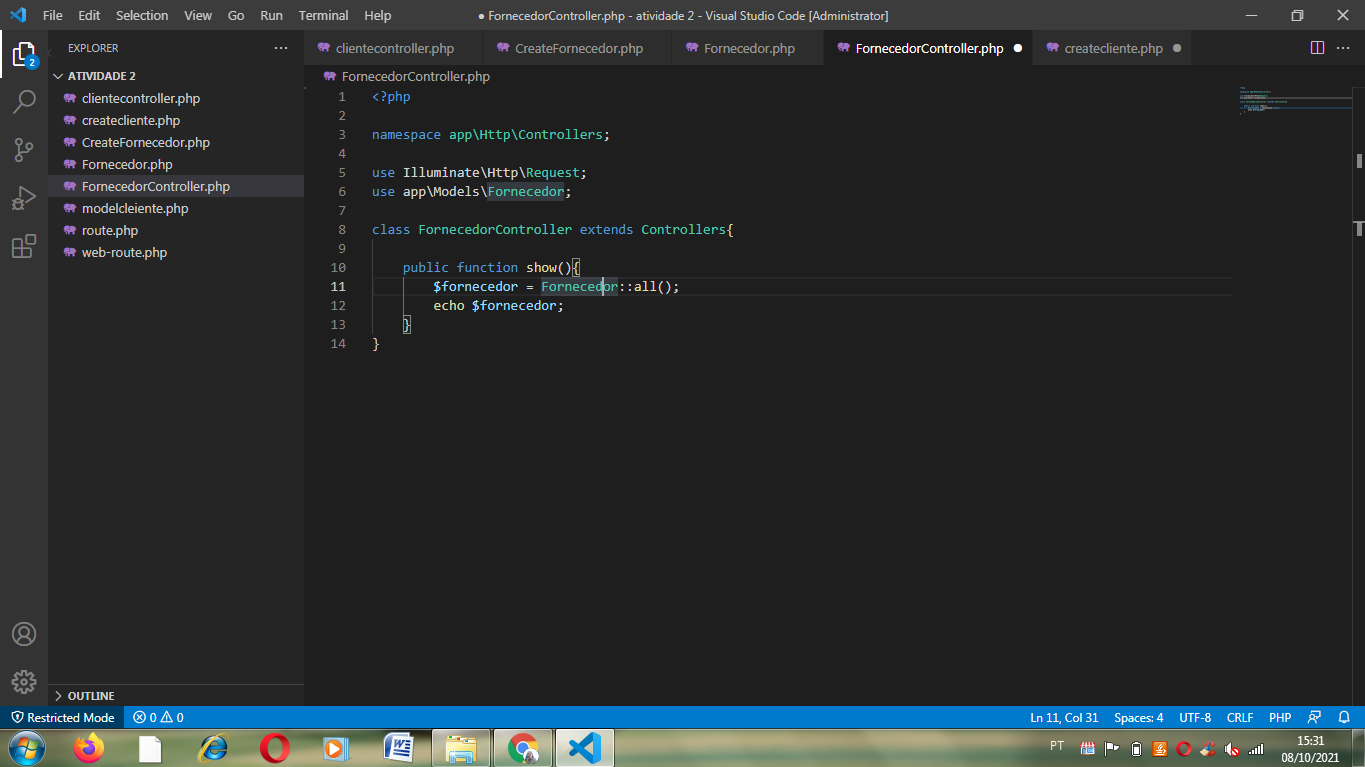 File Edit Selection View Go Run Terminal Help
● FornecedorController.php - atividade 2 - Visual Studio Code [Administrator]
2
EXPLORER ···
ATIVIDADE 2
clientecontroller.php
createcliente.php
CreateFornecedor.php
Fornecedor.php
FornecedorController.php
modelcleiente.php
route.php
web-route.php
OUTLINE
clientecontroller.php CreateFornecedor.php Fornecedor.php FornecedorController.php ● createcliente.php ●
FornecedorController.php
1 <?php
2
3 namespace app\Http\Controllers;
4
5 use Illuminate\Http\Request;
6 use app\Models\Fornecedor;
7
8 class FornecedorController extends Controllers{
9
10 public function show(){
11 $fornecedor = Fornecedor::all();
12 echo $fornecedor;
13 }
14 }
Restricted Mode 0 0 Ln 11, Col 31 Spaces: 4 UTF-8 CRLF PHP
PT 15:31
08/10/2021